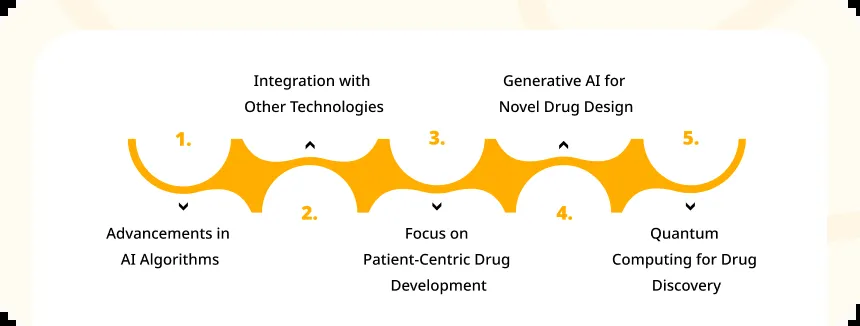 1.
Advancements in
AI Algorithms
Integration with
Other Technologies
2.
3.
Focus on
Patient-Centric Drug
Development
Generative AI for
Novel Drug Design
4.
5.
Quantum
Computing for Drug
Discovery